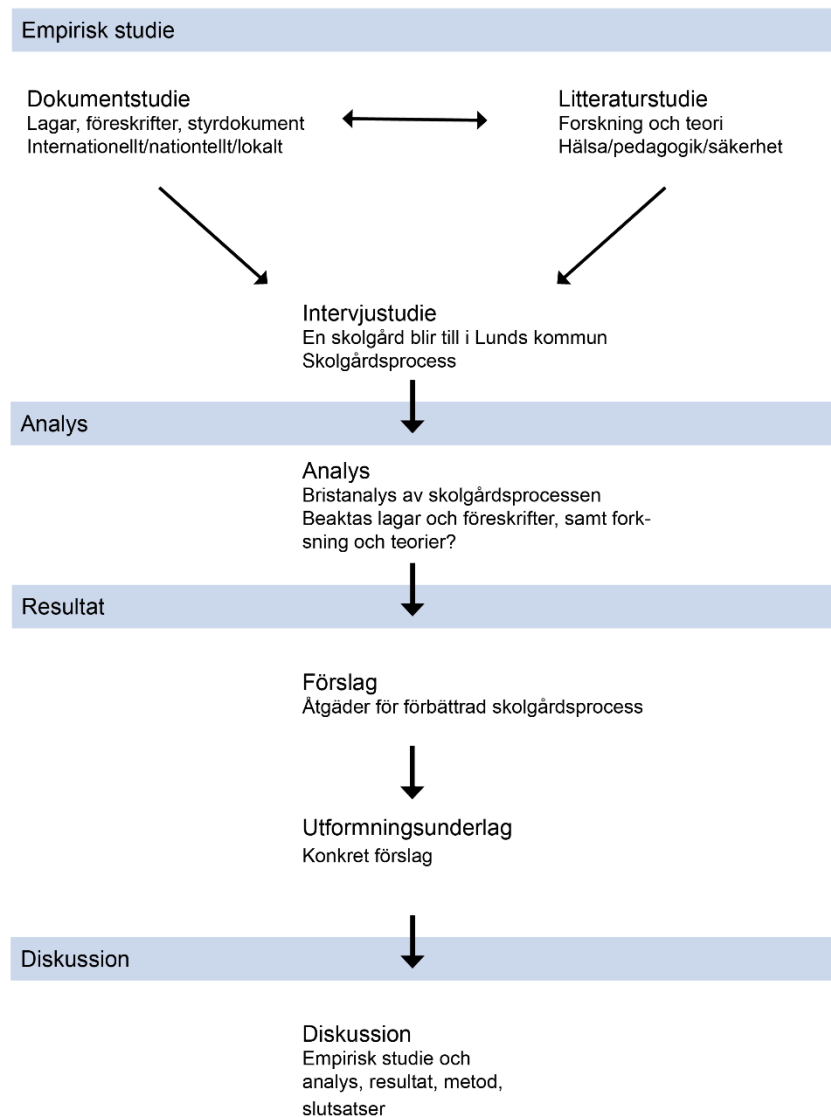 Empirisk studie
Dokumentstudie
Lagar, föreskrifter, styrdokument
Internationellt/nationtellt/lokalt
Litteraturstudie
Forskning och teori
Hälsa/pedagogik/säkerhet
Intervjustudie
En skolgård blir till i Lunds kommun
Skolgårdsprocess
Analys
Analys
Bristanalys av skolgårdsprocessen
Beaktas lagar och föreskrifter, samt fork-
sning och teorier?
Resultat
Förslag
Åtgäder för förbättrad skolgårdsprocess
Utformningsunderlag
Konkret förslag
Diskussion
Diskussion
Empirisk studie och
analys, resultat, metod,
slutsatser